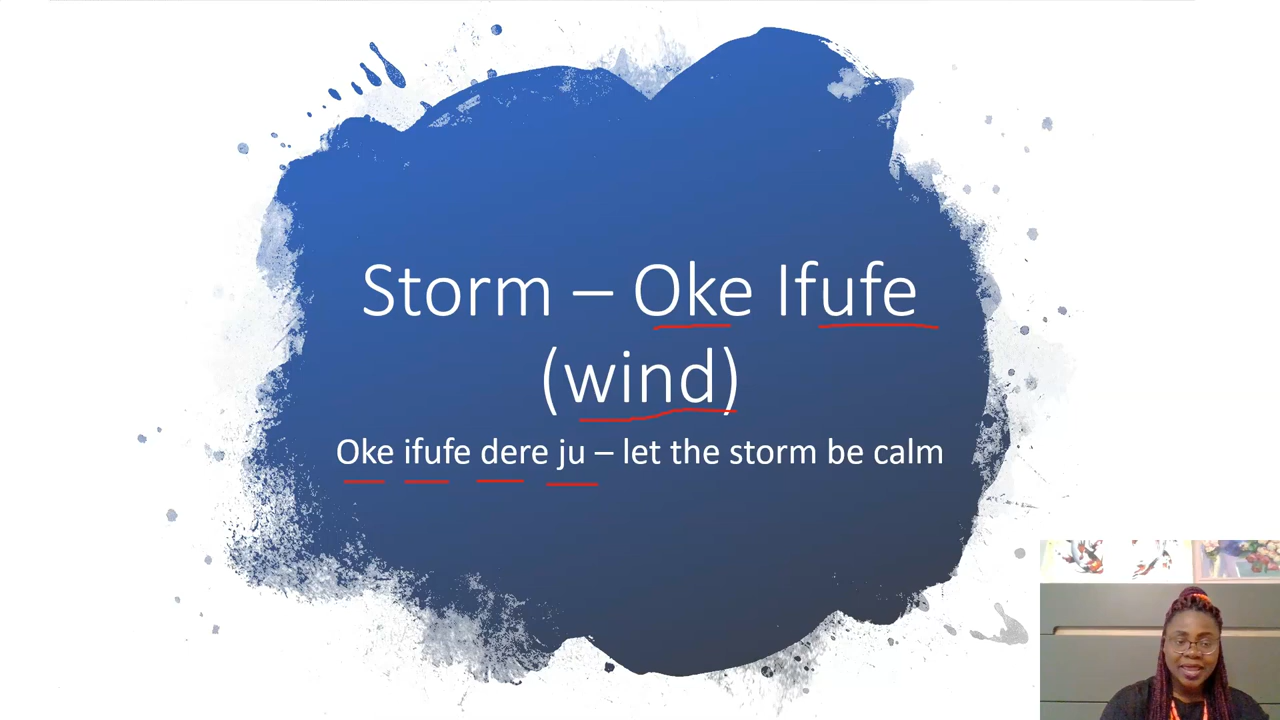 Storm – Oke Ifufe
(wind)
Oke ifufe dere ju – let the storm be calm